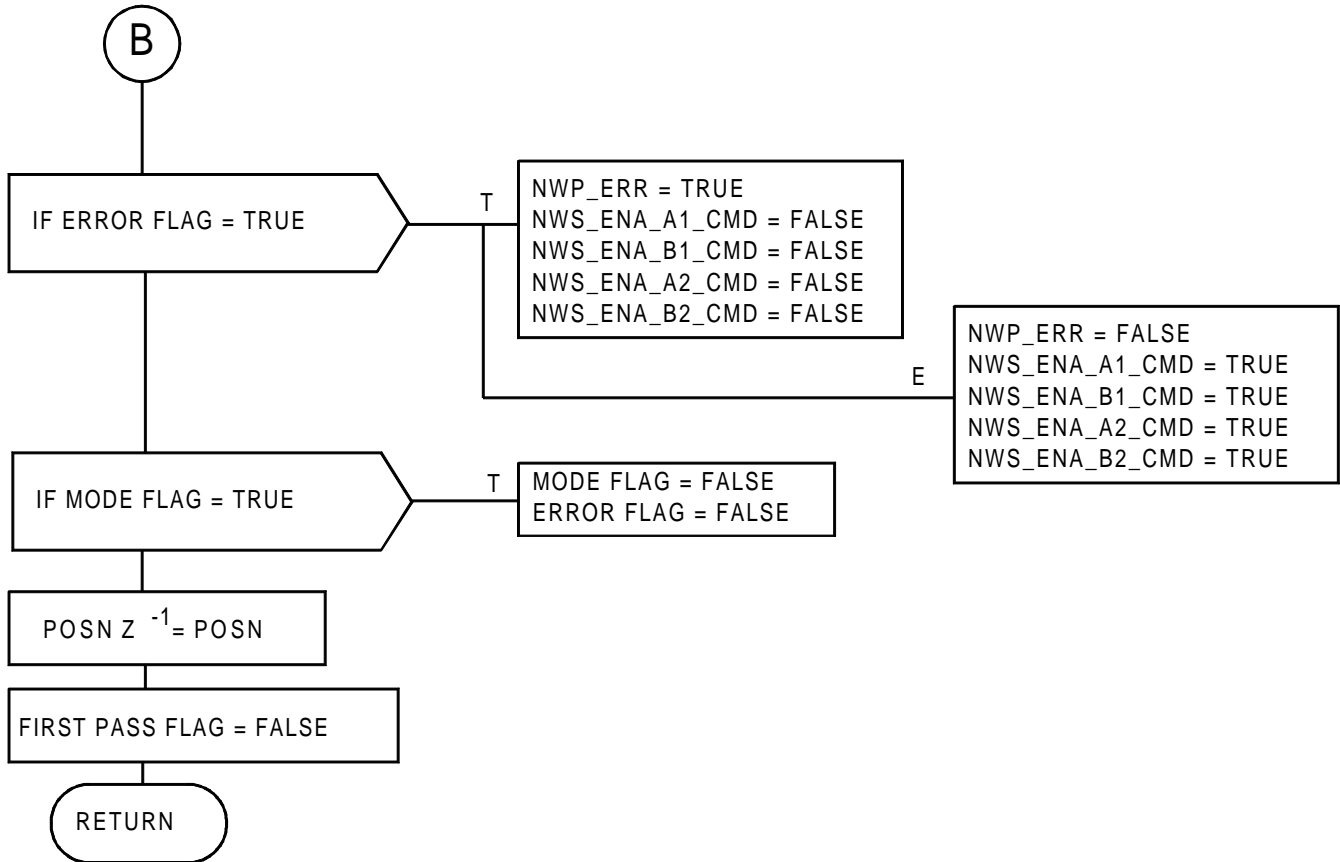 B
IF ERROR FLAG = TRUE
T
NWP_ERR = TRUE
NWS_ENA_A1_CMD = FALSE
NWS_ENA_B1_CMD = FALSE
NWS_ENA_A2_CMD = FALSE
NWS_ENA_B2_CMD = FALSE
E
NWP_ERR = FALSE
NWS_ENA_A1_CMD = TRUE
NWS_ENA_B1_CMD = TRUE
NWS_ENA_A2_CMD = TRUE
NWS_ENA_B2_CMD = TRUE
IF MODE FLAG = TRUE
T
MODE FLAG = FALSE
ERROR FLAG = FALSE
POSN Z -1 = POSN
FIRST PASS FLAG = FALSE
RETURN